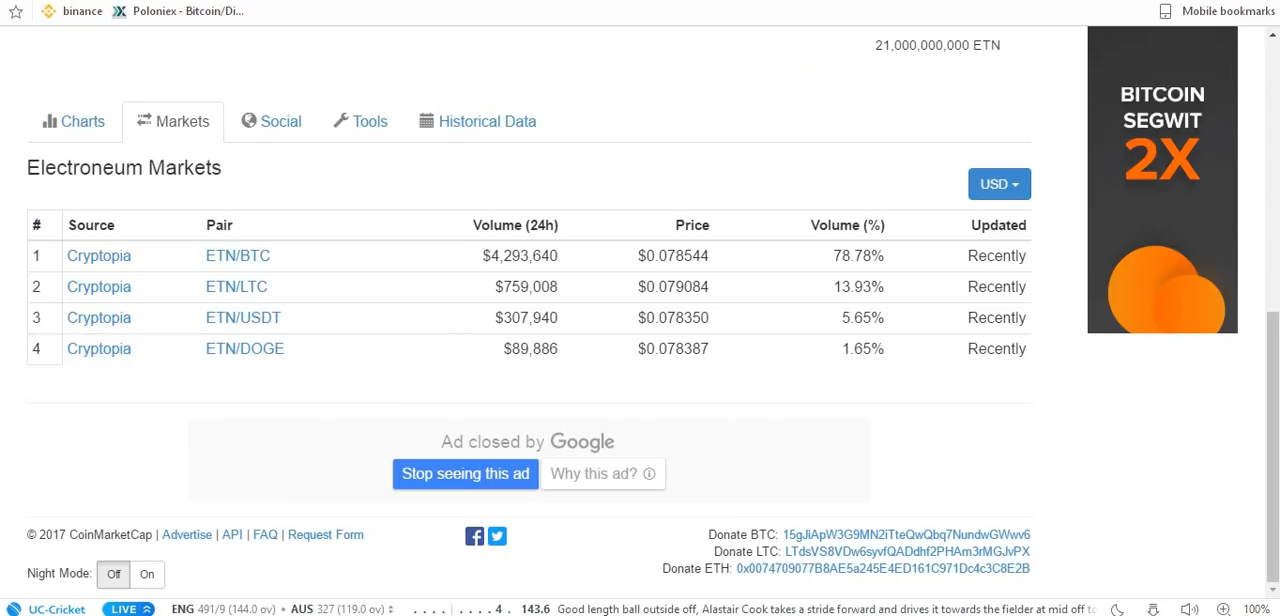 binance Poloniex - Bitcoin/Di... Mobile bookmarks
21,000,000,000 ETN
BITCOIN
SEGWIT
2X
Charts Markets Social Tools Historical Data
Electroneum Markets
USD
# Source Pair Volume (24h) Price Volume (%) Updated
1 Cryptopia ETN/BTC $4,293,640 $0.078544 78.78% Recently
2 Cryptopia ETN/LTC $759,008 $0.079084 13.93% Recently
3 Cryptopia ETN/USDT $307,940 $0.078350 5.65% Recently
4 Cryptopia ETN/DOGE $89,886 $0.078387 1.65% Recently
Ad closed by Google
Stop seeing this ad Why this ad?
© 2017 CoinMarketCap | Advertise | API | FAQ | Request Form
Donate BTC: 15gJiApW3G9MN2iTteQwQbq7NundwGWwv6
Donate LTC: LTdsVS8VDw6syvfQADdhf2PHAm3rMGJvPX
Donate ETH: 0x0074709077B8AE5a245E4ED161C971Dc4c3C8E2B
Night Mode: Off On
UC-Cricket LIVE ENG 491/9 (144.0 ov) • AUS 327 (119.0 ov) . . . . | . . . . 4 . 143.6 Good length ball outside off, Alastair Cook takes a stride forward and drives it towards the fielder at mid off to 100%